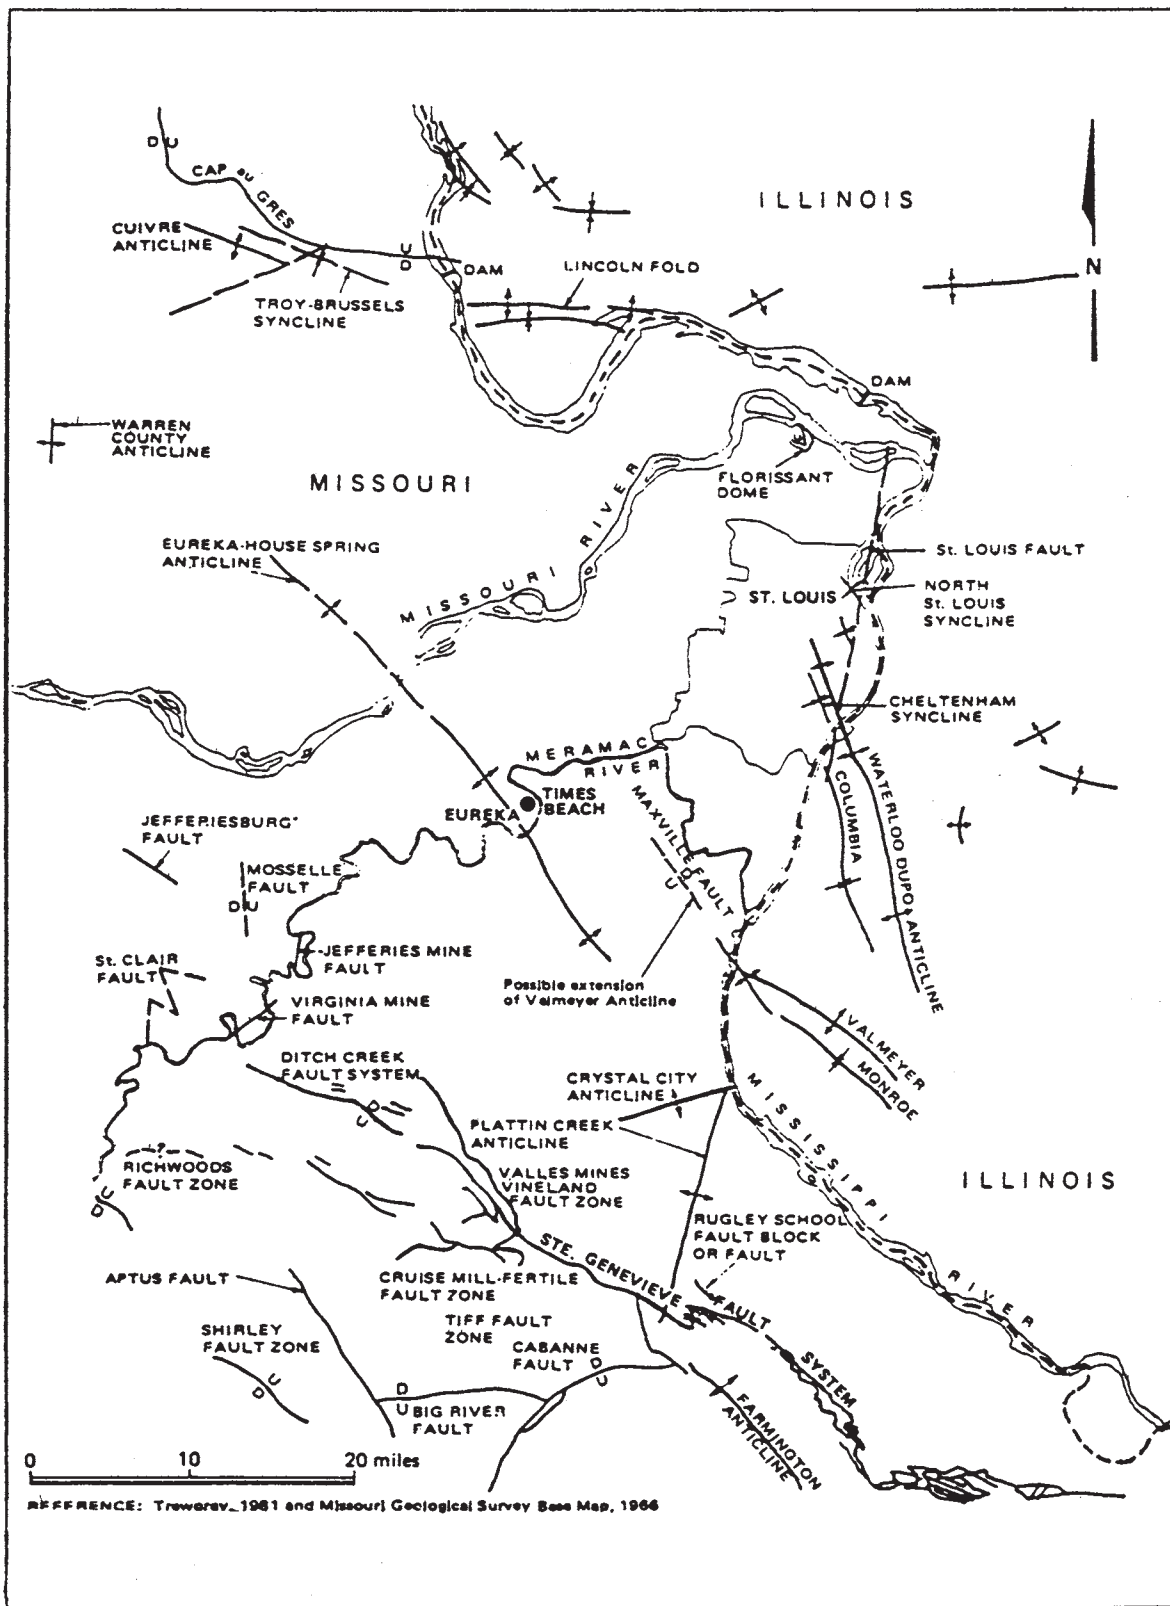 D U
CAP au
GRES
ILLINOIS
CUIVRE
ANTICLINE
U
D
DAM
LINCOLN FOLD
N
TROY-BRUSSELS
SYNCLINE
DAM
WARREN
COUNTY
ANTICLINE
MISSOURI
FLORISSANT
DOME
MISSOURI RIVER
EUREKA-HOUSE SPRING
ANTICLINE
St. LOUIS FAULT
ST. LOUIS
NORTH
St. LOUIS
SYNCLINE
CHELTENHAM
SYNCLINE
MERAMAC
RIVER
TIMES
BEACH
EUREKA
MAXVILLE FAULT
D
U
COLUMBIA
WATERLOO DUPO ANTICLINE
JEFFERIESBURG
FAULT
MOSSELLE
FAULT
D U
St. CLAIR
FAULT
JEFFERIES MINE
FAULT
Possible extension
of Valmeyer Anticline
VIRGINIA MINE
FAULT
VALMEYER
MONROE
DITCH CREEK
FAULT SYSTEM
D
U
CRYSTAL CITY
ANTICLINE
PLATTIN CREEK
ANTICLINE
MISSISSIPPI RIVER
?
RICHWOODS
FAULT ZONE
D U
VALLES MINES
VINELAND
FAULT ZONE
ILLINOIS
RUGLEY SCHOOL
FAULT BLOCK
OR FAULT
STE. GENEVIEVE FAULT SYSTEM
APTUS FAULT
CRUISE MILL-FERTILE
FAULT ZONE
TIFF FAULT
ZONE
SHIRLEY
FAULT ZONE
U
D
CABANNE
FAULT
D
U
D
U
BIG RIVER
FAULT
FARMINGTON
ANTICLINE
0 10 20 miles
REFERENCE: Treworgy, 1981 and Missouri Geological Survey Base Map, 1966